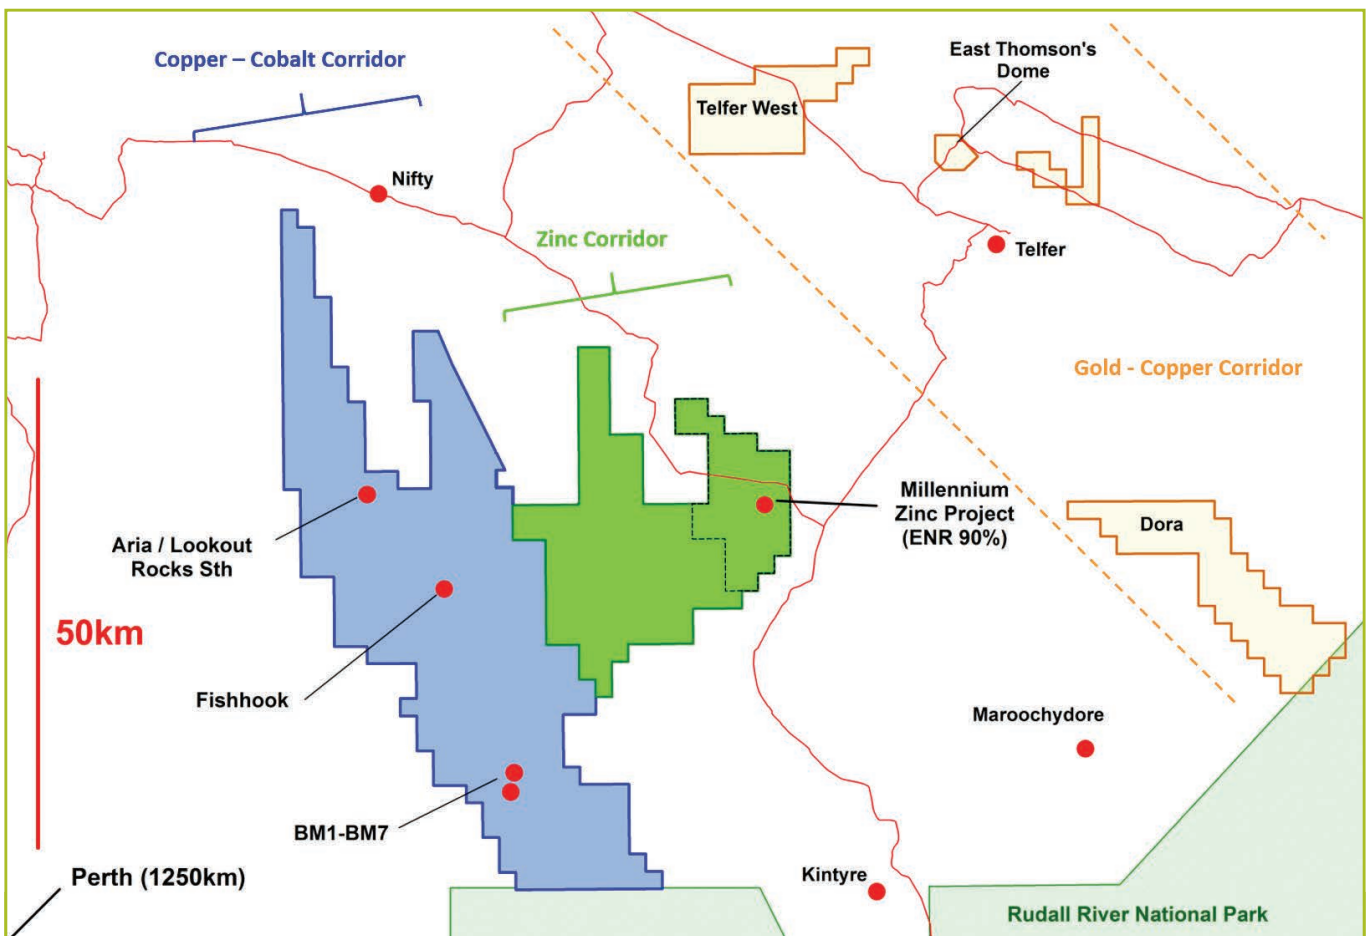 Copper – Cobalt Corridor
East Thomson's
Dome
Telfer West
Nifty
Zinc Corridor
Telfer
Gold - Copper Corridor
Millennium
Zinc Project
(ENR 90%)
Dora
Aria / Lookout
Rocks Sth
50km
Fishhook
Maroochydore
BM1-BM7
Perth (1250km)
Kintyre
Rudall River National Park